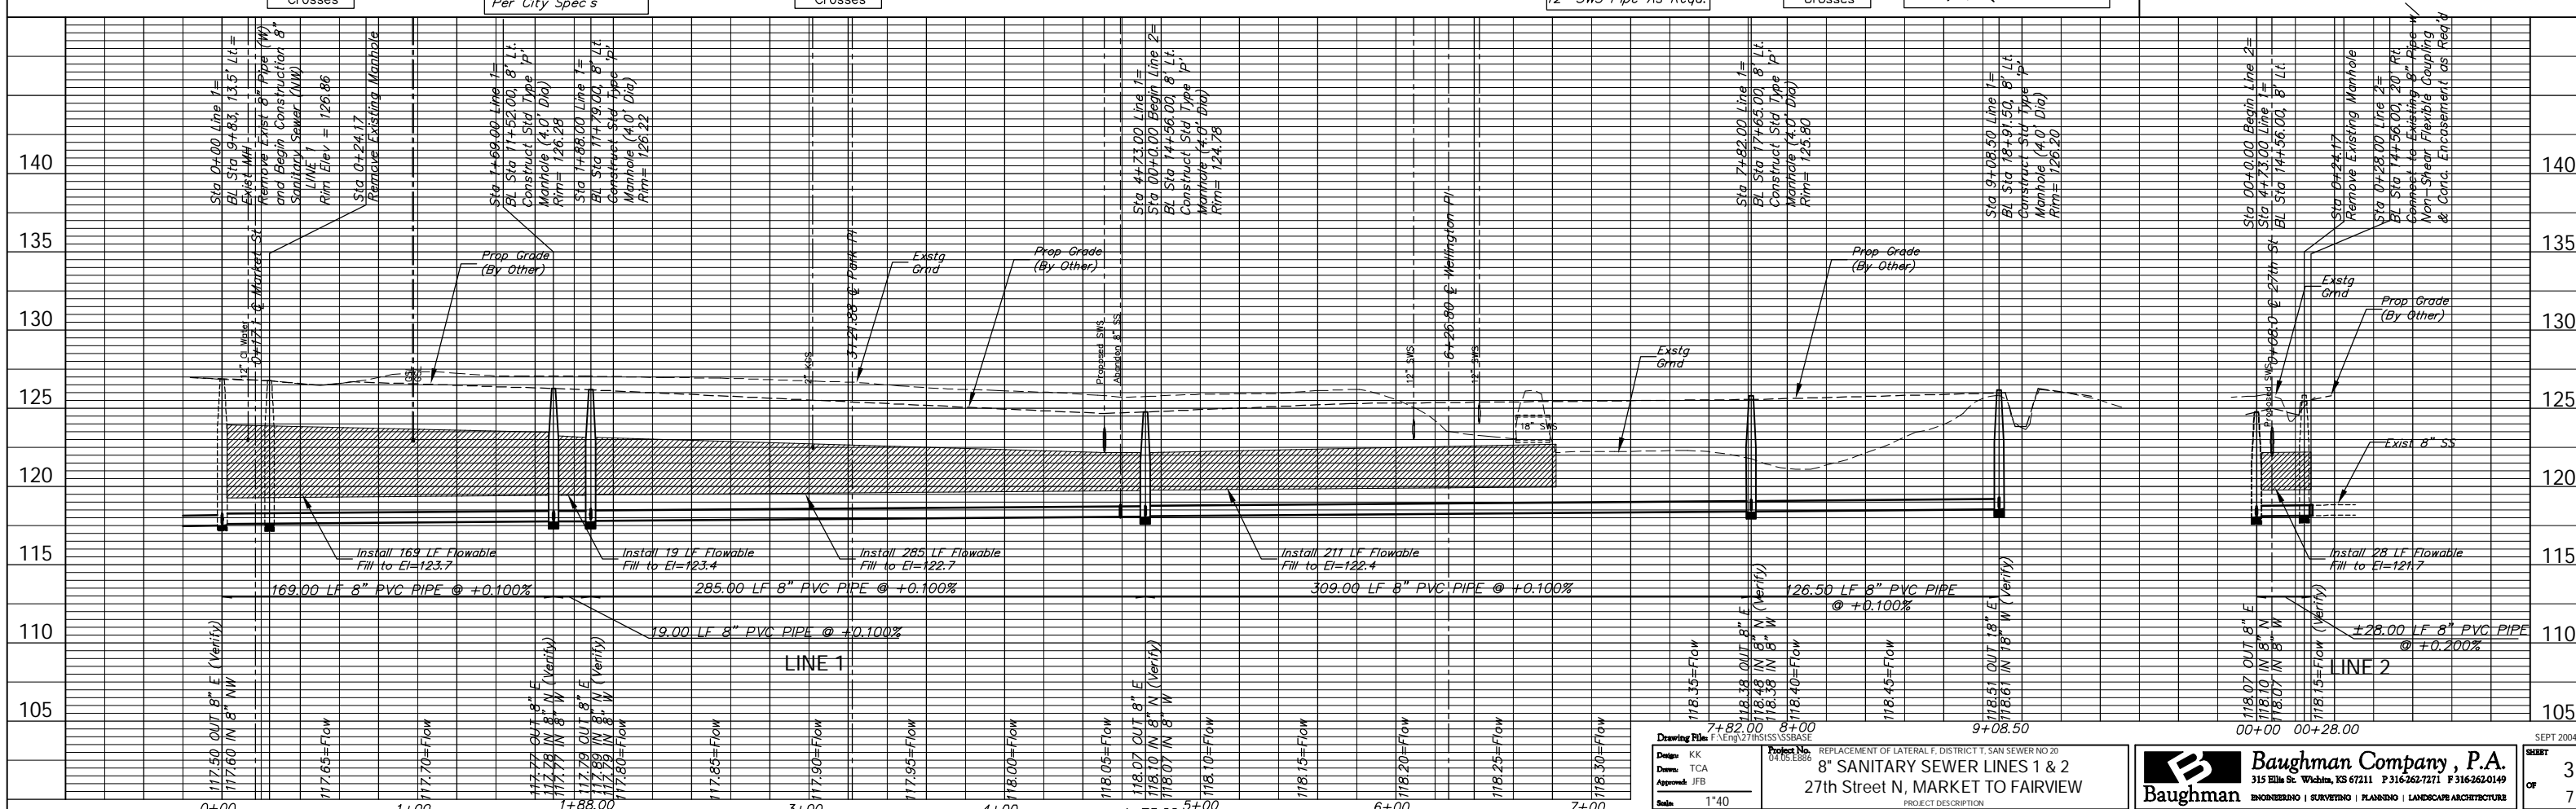 Crosses
Per City Spec's
Crosses
12" SWS Pipe As Reqd.
Crosses
Sta 0+00 Line 1=
BL Sta 9+83, 13.5' Lt.=
Exist MH
Remove Exist 8" Pipe (W)
and Begin Construction 8"
Sanitary Sewer (NW)
LINE 1
Rim Elev = 126.86
Sta 0+24.17
Remove Existing Manhole
Sta 1+69.00 Line 1=
BL Sta 11+52.00, 8' Lt.
Construct Std Type 'P'
Manhole (4.0' Dia)
Rim= 126.28
Sta 1+88.00 Line 1=
BL Sta 11+79.00, 8' Lt.
Construct Std Type 'P'
Manhole (4.0' Dia)
Rim= 126.22
Sta 4+73.00 Line 1=
Sta 00+0.00 Begin Line 2=
BL Sta 14+56.00, 8' Lt.
Construct Std Type 'P'
Manhole (4.0' Dia)
Rim= 124.78
Sta 7+82.00 Line 1=
BL Sta 17+65.00, 8' Lt.
Construct Std Type 'P'
Manhole (4.0' Dia)
Rim= 125.80
Sta 9+08.50 Line 1=
BL Sta 18+91.50, 8' Lt.
Construct Std Type 'P'
Manhole (4.0' Dia)
Rim= 126.20
Sta 00+00.00 Begin Line 2=
Sta 4+73.00 Line 1=
BL Sta 14+56.00, 8' Lt.
Sta 0+24.17
Remove Existing Manhole
Sta 0+28.00 Line 2=
BL Sta 14+56.00, 20' Rt.
Connect to Existing 8" Pipe w/
Non-Shear Flexible Coupling
& Conc. Encasement as Req'd
140
140
135
135
130
130
125
125
120
120
115
115
110
110
105
105
12" CI Water
0+17.1 ℄ Market St
Prop Grade
(By Other)
2" KGS
3+21.88 ℄ Park Pl
Exstg
Grnd
Prop Grade
(By Other)
Proposed SWS
Abandon 8" SS
12" SWS
6+26.80 ℄ Wellington Pl
12" SWS
18" SWS
Exstg
Grnd
Prop Grade
(By Other)
Proposed SWS
0+08.0 ℄ 27th St
Exstg
Grnd
Prop Grade
(By Other)
Exist 8" SS
Install 169 LF Flowable
Fill to El=123.7
Install 19 LF Flowable
Fill to El=123.4
Install 285 LF Flowable
Fill to El=122.7
Install 211 LF Flowable
Fill to El=122.4
Install 28 LF Flowable
Fill to El=121.7
169.00 LF 8" PVC PIPE @ +0.100%
19.00 LF 8" PVC PIPE @ +0.100%
285.00 LF 8" PVC PIPE @ +0.100%
309.00 LF 8" PVC PIPE @ +0.100%
126.50 LF 8" PVC PIPE
@ +0.100%
±28.00 LF 8" PVC PIPE
@ +0.200%
LINE 1
LINE 2
117.50 OUT 8" E (Verify)
117.60 IN 8" NW
117.65=Flow
117.70=Flow
117.77 OUT 8" E
117.78 IN 8" N (Verify)
117.77 IN 8" W
117.79 OUT 8" E
117.89 IN 8" N (Verify)
117.79 IN 8" W
117.80=Flow
117.85=Flow
117.90=Flow
117.95=Flow
118.00=Flow
118.05=Flow
118.07 OUT 8" E
118.10 IN 8" N (Verify)
118.07 IN 8" W
118.10=Flow
118.15=Flow
118.20=Flow
118.25=Flow
118.30=Flow
118.35=Flow
118.38 OUT 8" E
118.48 IN 8" N (Verify)
118.38 IN 8" W
118.40=Flow
118.45=Flow
118.51 OUT 18" E
118.61 IN 18" W (Verify)
118.07 OUT 8" E
118.10 IN 8" N
118.07 IN 8" W
118.15=Flow (Verify)
0+00
1+00
1+88.00
3+00
4+00
5+00
6+00
7+00
7+82.00
8+00
9+08.50
00+00
00+28.00
Drawing File: F:\Eng\27thStSS\SSBASE
SEPT 2004
Design: KK
Drawn: TCA
Approved: JFB
Scale: 1"40
Project No.
04.05.E886
REPLACEMENT OF LATERAL F, DISTRICT T, SAN SEWER NO 20
8" SANITARY SEWER LINES 1 & 2
27th Street N, MARKET TO FAIRVIEW
PROJECT DESCRIPTION
Baughman
Baughman Company, P.A.
315 Ellis St. Wichita, KS 67211 P 316-262-7271 F 316-262-0149
ENGINEERING | SURVEYING | PLANNING | LANDSCAPE ARCHITECTURE
SHEET
3
OF
7